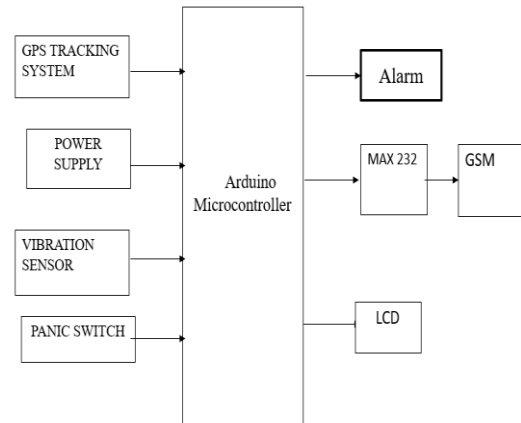 GPS TRACKING
SYSTEM
POWER
SUPPLY
VIBRATION
SENSOR
PANIC SWITCH
Arduino
Microcontroller
Alarm
MAX 232
GSM
LCD